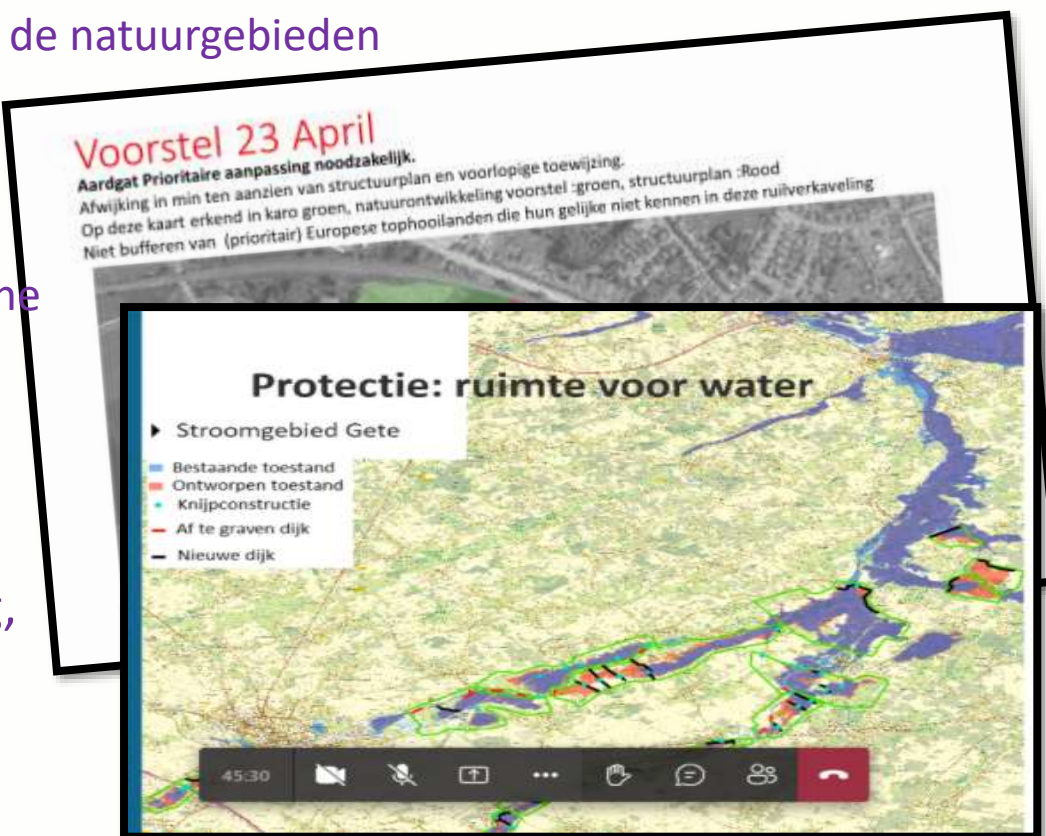 de natuurgebieden
Voorstel 23 April
Aardgat Prioritaire aanpassing noodzakelijk.
Afwijking in min ten aanzien van structuurplan en voorlopige toewijzing.
Op deze kaart erkend in karo groen, natuurontwikkeling voorstel :groen, structuurplan :Rood
Niet bufferen van (prioritair) Europese tophooilanden die hun gelijke niet kennen in deze ruilverkaveling
Protectie: ruimte voor water
Stroomgebied Gete
Bestaande toestand
Ontworpen toestand
Knijpconstructie
Af te graven dijk
Nieuwe dijk
45:30